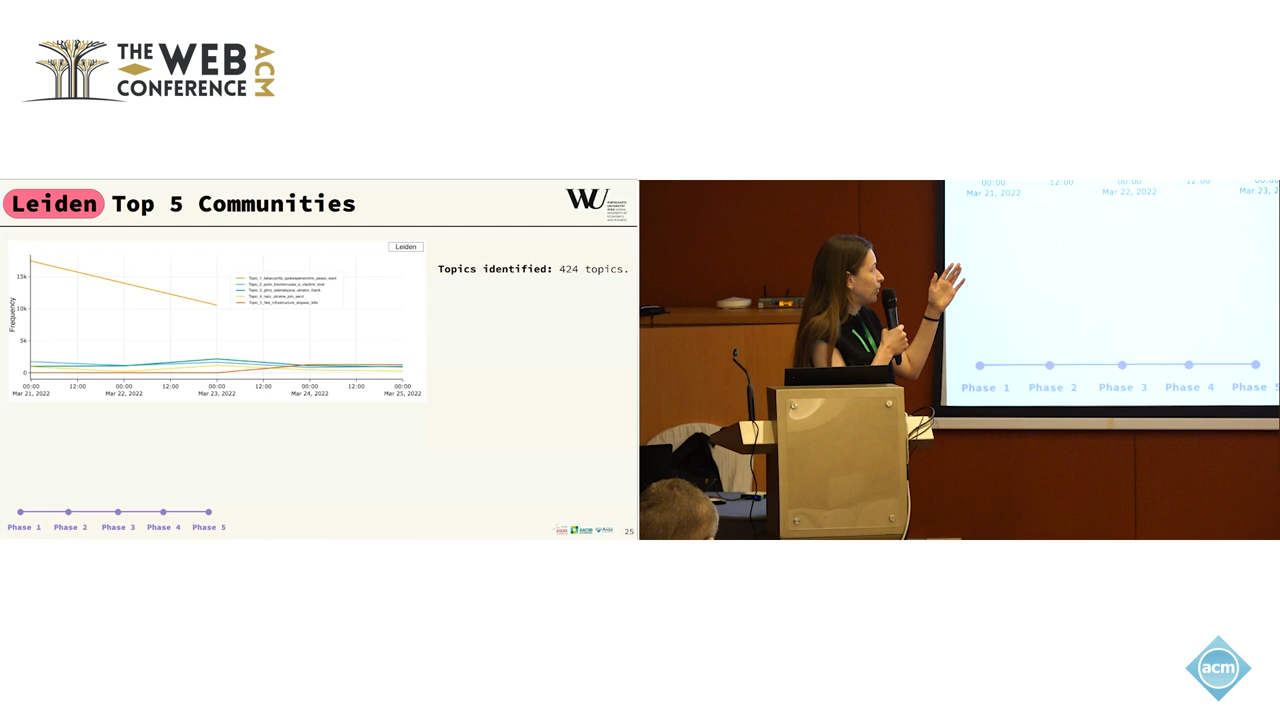 THE WEB
CONFERENCE
ACM
Leiden Top 5 Communities
WU
Leiden
Topics identified: 424 topics.
Frequency
15k
10k
5k
0
00:00
Mar 21, 2022
12:00
00:00
Mar 22, 2022
12:00
00:00
Mar 23, 2022
12:00
00:00
Mar 24, 2022
12:00
00:00
Mar 25, 2022
Phase 1 Phase 2 Phase 3 Phase 4 Phase 5
25
00:00
Mar 21, 2022
12:00
00:00
Mar 22, 2022
12:00
00:00
Mar 23, 2
Phase 1 Phase 2 Phase 3 Phase 4 Phase 5
acm